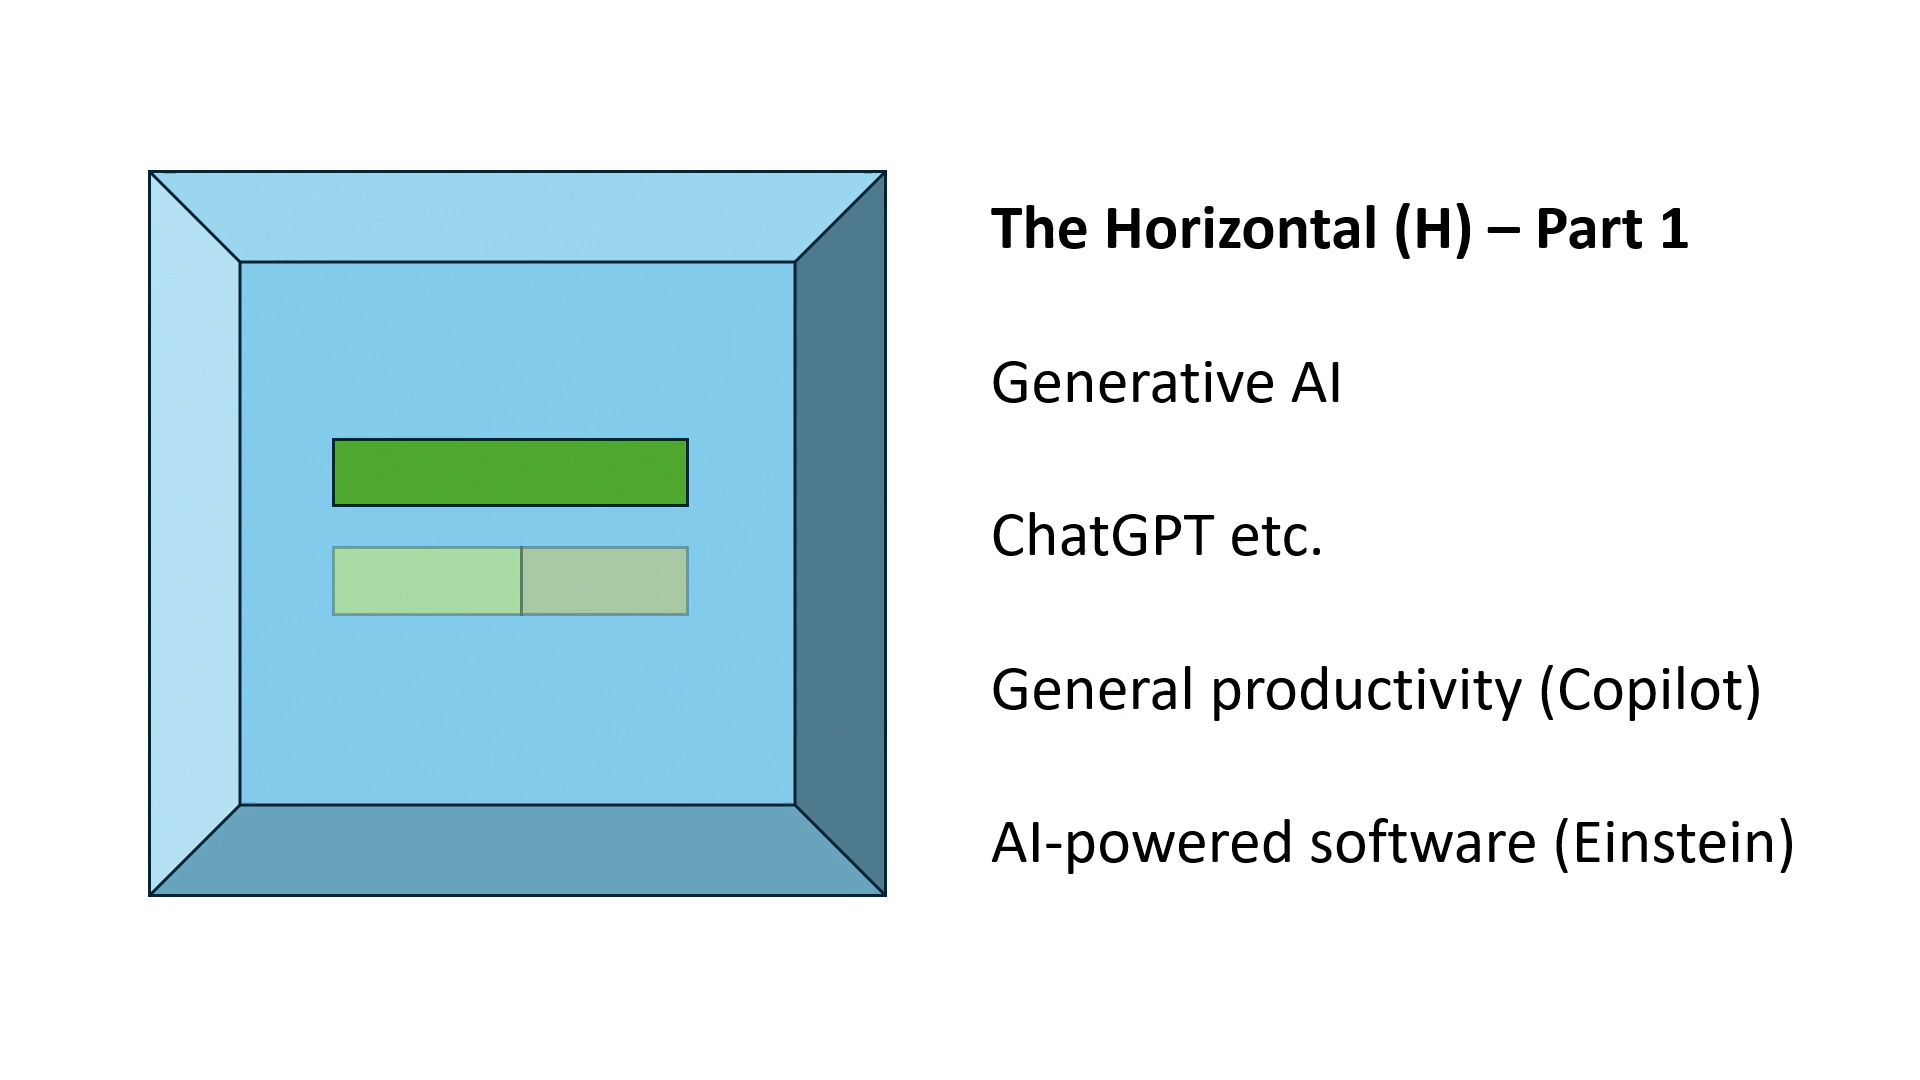 The Horizontal (H) – Part 1
Generative AI
ChatGPT etc.
General productivity (Copilot)
AI-powered software (Einstein)